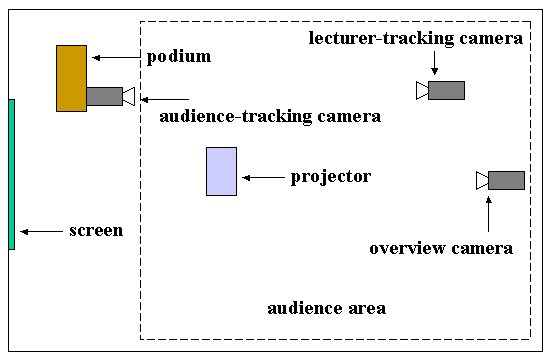 lecturer-tracking camera
podium
audience-tracking camera
projector
screen
overview camera
audience area